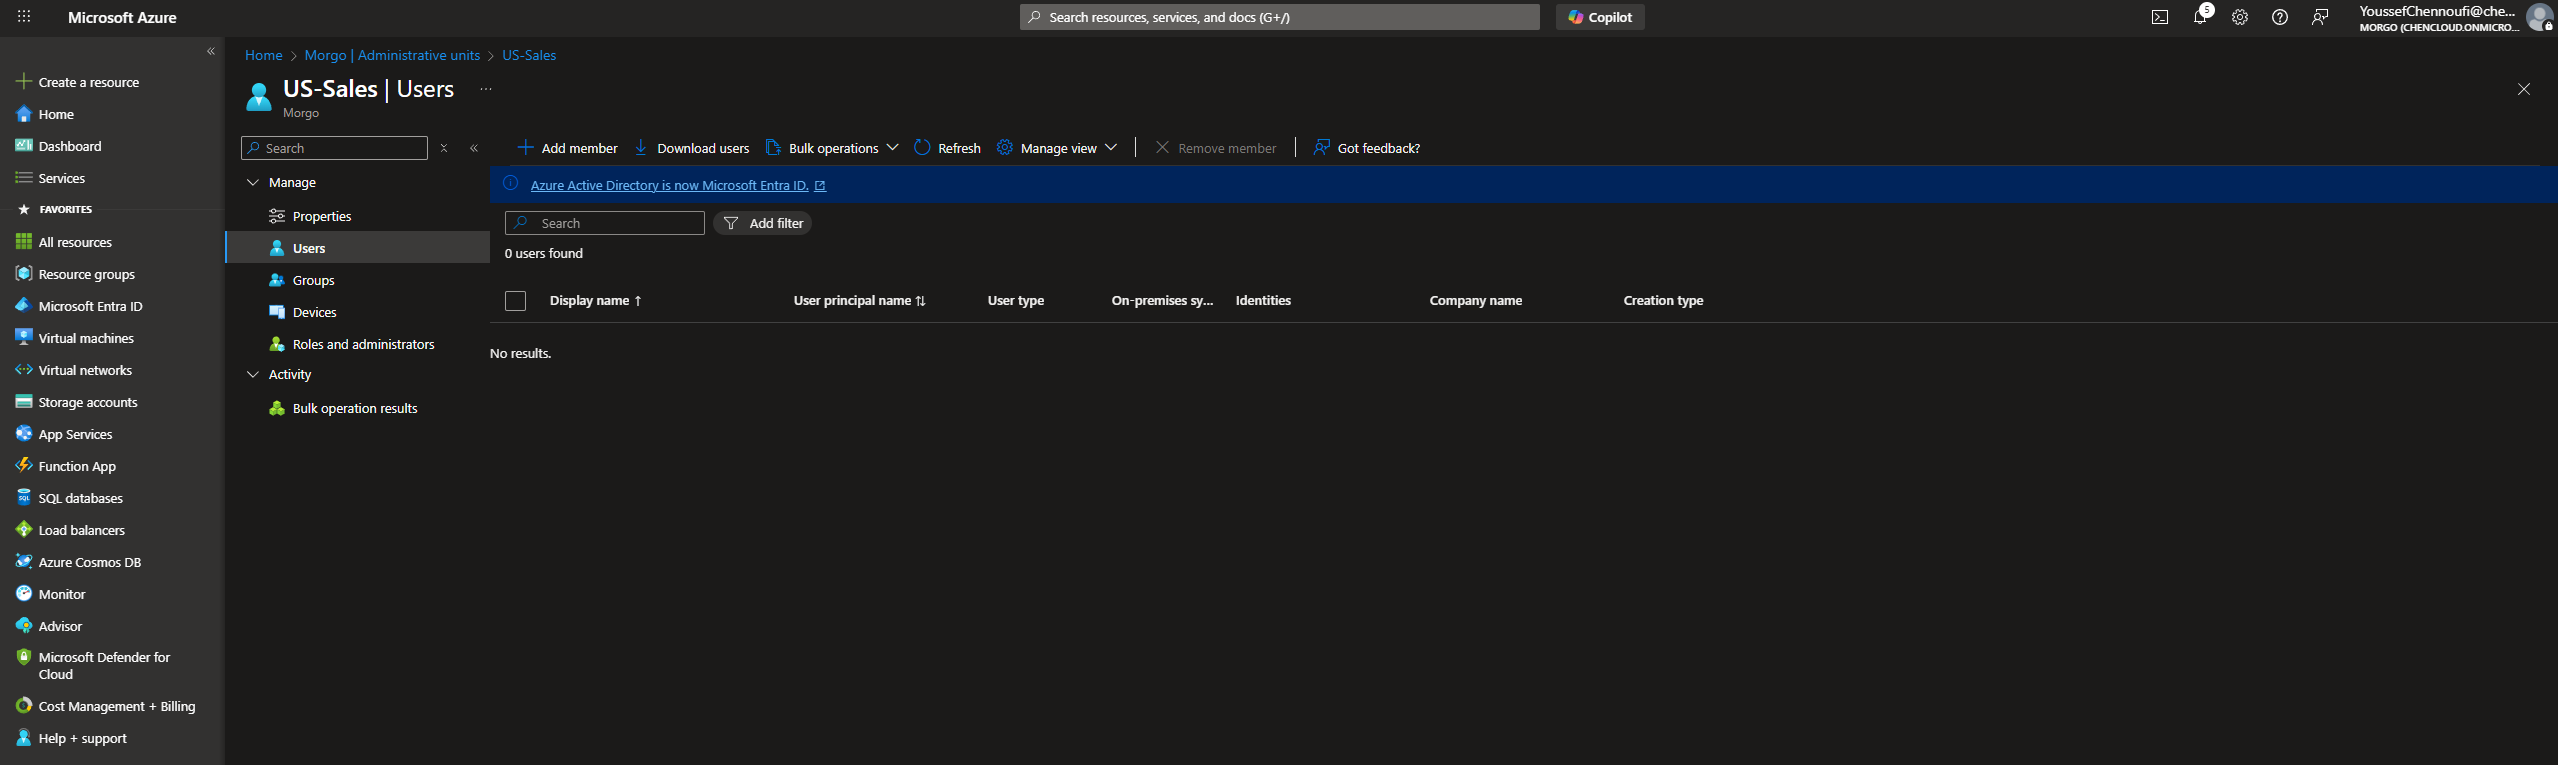 Microsoft Azure
Search resources, services, and docs (G+/)
Copilot
5
YoussefChennoufi@che...
MORGO (CHENCLOUD.ONMICRO...
Create a resource
Home
Dashboard
Services
FAVORITES
All resources
Resource groups
Microsoft Entra ID
Virtual machines
Virtual networks
Storage accounts
App Services
Function App
SQL databases
Load balancers
Azure Cosmos DB
Monitor
Advisor
Microsoft Defender for
Cloud
Cost Management + Billing
Help + support
Home > Morgo | Administrative units > US-Sales
US-Sales | Users ...
Morgo
Search
Manage
Properties
Users
Groups
Devices
Roles and administrators
Activity
Bulk operation results
Add member Download users Bulk operations Refresh Manage view Remove member Got feedback?
Azure Active Directory is now Microsoft Entra ID.
Search Add filter
0 users found
Display name ↑ User principal name ↑↓ User type On-premises sy... Identities Company name Creation type
No results.